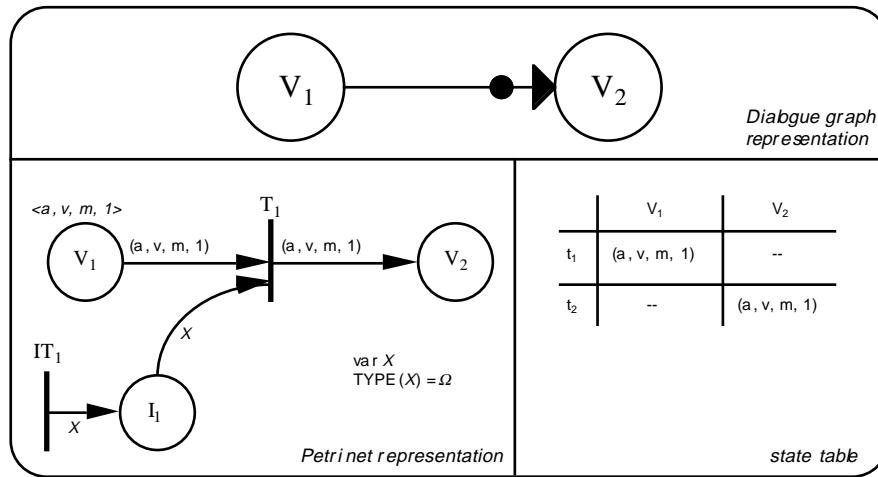 V1
V2
Dialogue graph
representation
<a, v, m, 1>
T1
(a, v, m, 1)
(a, v, m, 1)
V1
V2
X
IT1
var X
TYPE(X) = Ω
X
I1
Petri net representation
V1 V2
t1 (a, v, m, 1) --
t2 -- (a, v, m, 1)
state table